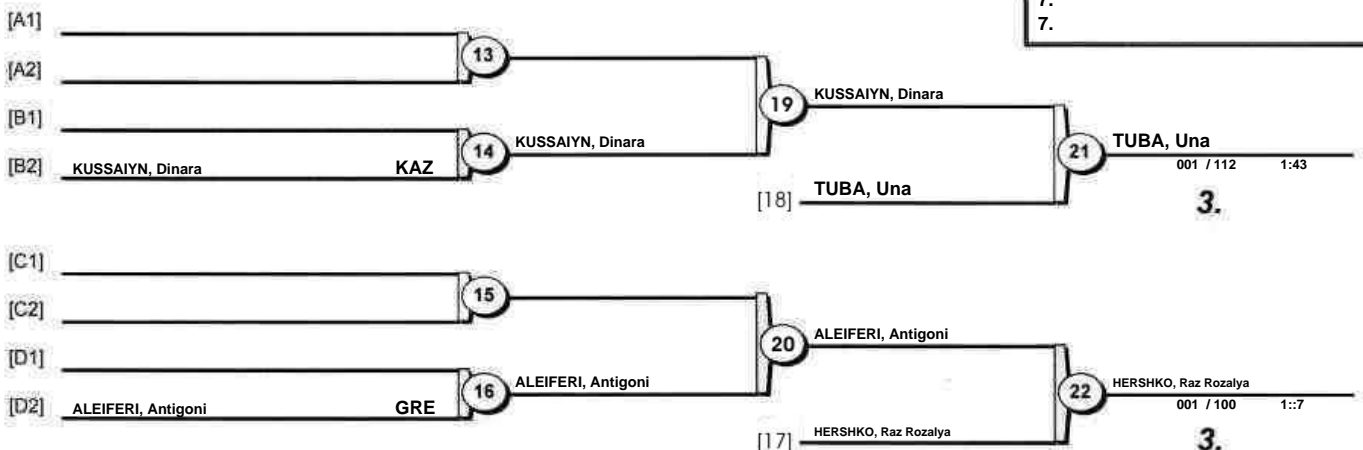 7.
7.
[A1]
13
[A2]
19
KUSSAIYN, Dinara
[B1]
14
KUSSAIYN, Dinara
21
TUBA, Una
001 / 112 1:43
[B2] KUSSAIYN, Dinara KAZ
[18] TUBA, Una
3.
[C1]
15
[C2]
20
ALEIFERI, Antigoni
[D1]
16
ALEIFERI, Antigoni
22
HERSHKO, Raz Rozalya
001 / 100 1::7
[D2] ALEIFERI, Antigoni GRE
[17] HERSHKO, Raz Rozalya
3.